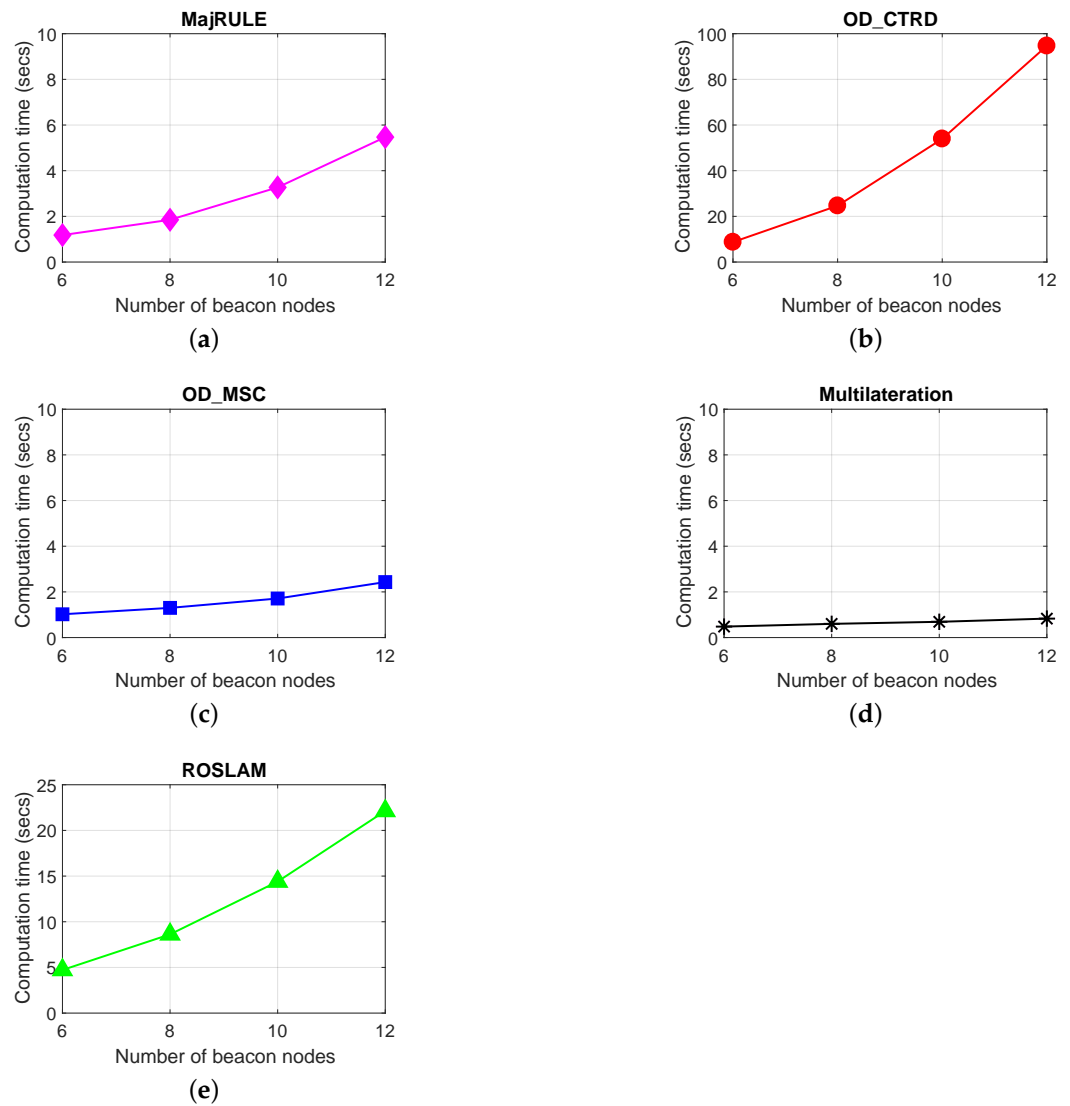 MajRULE
10
8
6
4
2
0
Computation time (secs)
6 8 10 12
Number of beacon nodes
(a)
OD_CTRD
100
80
60
40
20
0
Computation time (secs)
6 8 10 12
Number of beacon nodes
(b)
OD_MSC
10
8
6
4
2
0
Computation time (secs)
6 8 10 12
Number of beacon nodes
(c)
Multilateration
10
8
6
4
2
0
Computation time (secs)
6 8 10 12
Number of beacon nodes
(d)
ROSLAM
25
20
15
10
5
0
Computation time (secs)
6 8 10 12
Number of beacon nodes
(e)